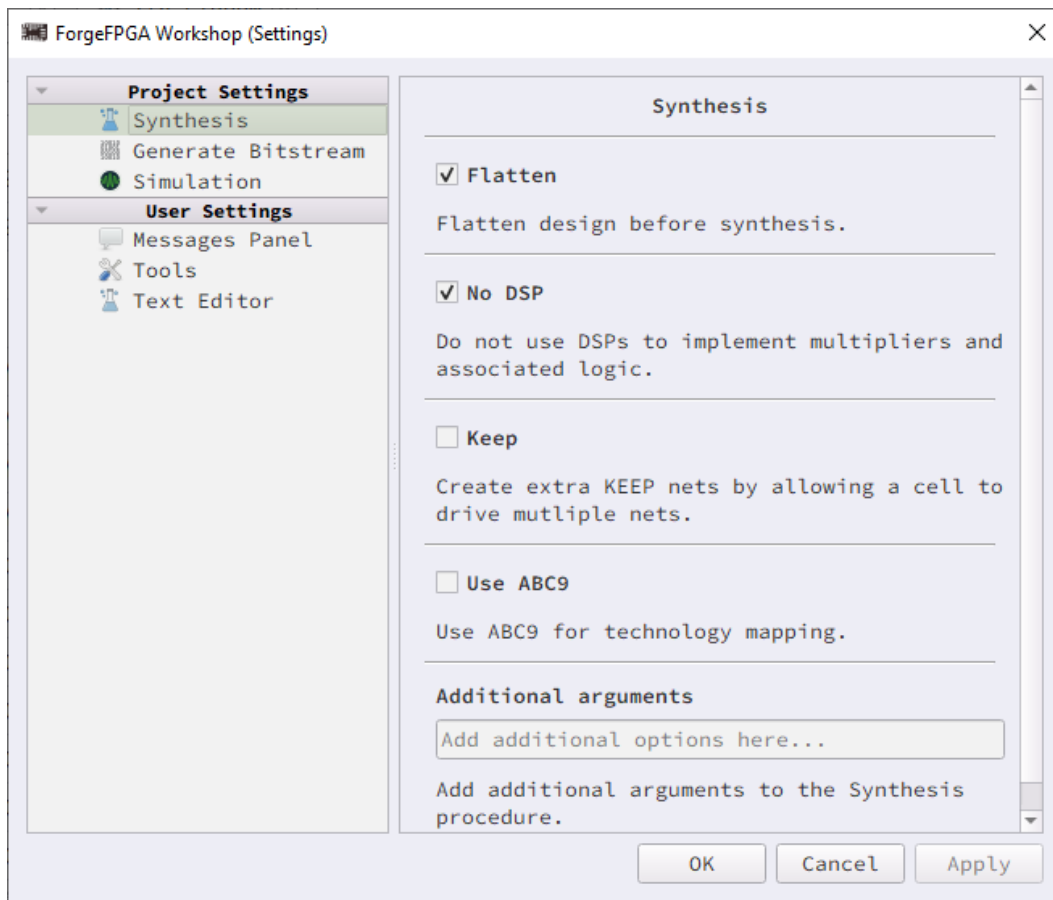 ForgeFPGA Workshop (Settings)
Project Settings
Synthesis
Generate Bitstream
Simulation
User Settings
Messages Panel
Tools
Text Editor
Synthesis
Flatten
Flatten design before synthesis.
No DSP
Do not use DSPs to implement multipliers and
associated logic.
Keep
Create extra KEEP nets by allowing a cell to
drive mutliple nets.
Use ABC9
Use ABC9 for technology mapping.
Additional arguments
Add additional options here...
Add additional arguments to the Synthesis
procedure.
OK
Cancel
Apply